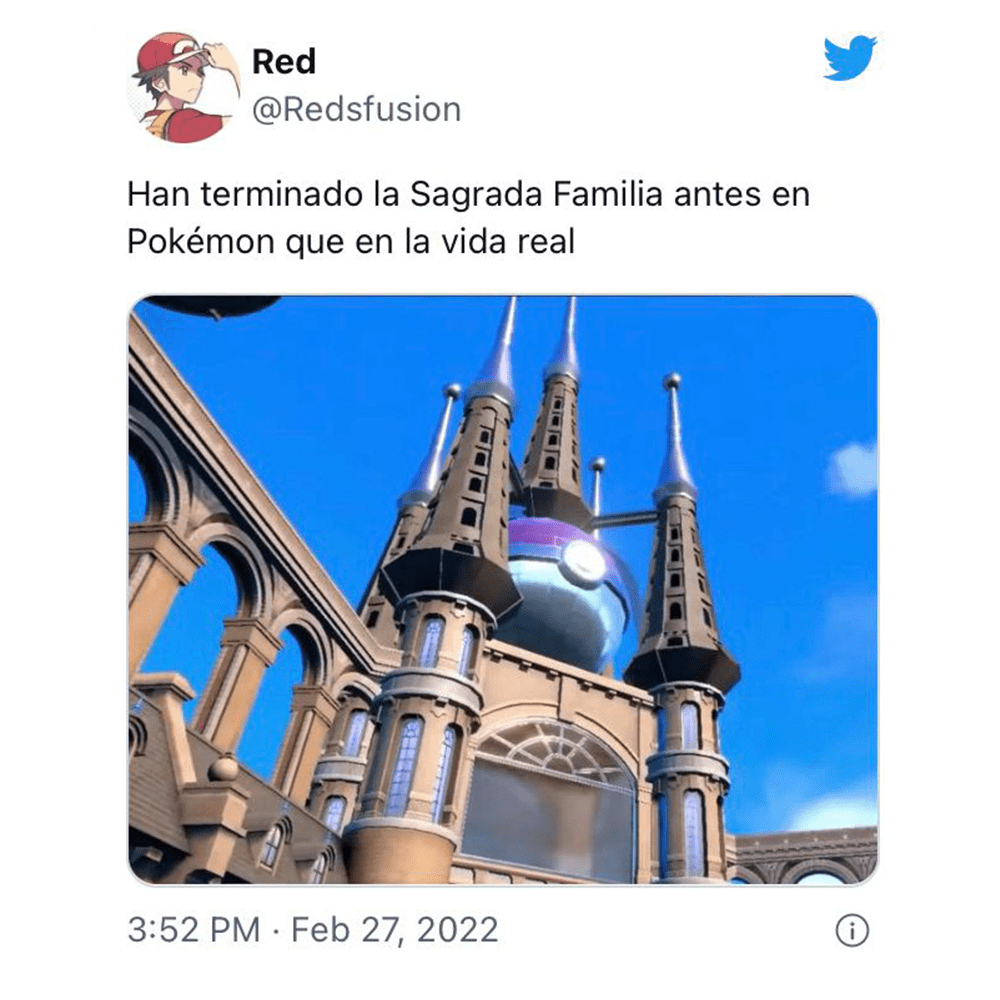 Red
@Redsfusion
Han terminado la Sagrada Familia antes en
Pokémon que en la vida real
3:52 PM · Feb 27, 2022